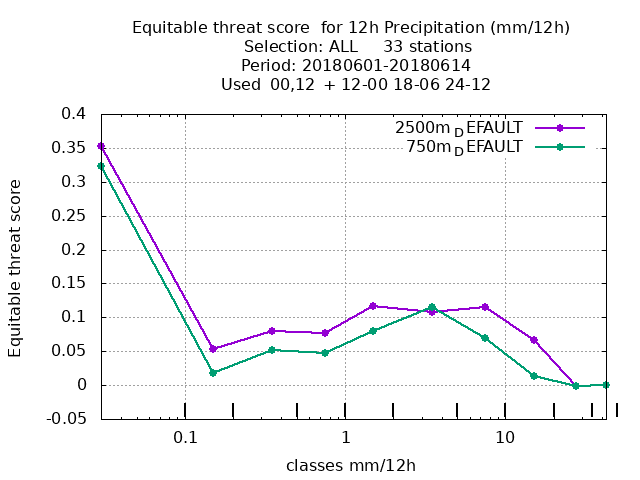 Equitable threat score  for 12h Precipitation (mm/12h)
Selection: ALL     33 stations
Period: 20180601-20180614
Used  00,12  + 12-00 18-06 24-12
2500m_DEFAULT
750m_DEFAULT
Equitable threat score
0.4
0.35
0.3
0.25
0.2
0.15
0.1
0.05
0
-0.05
0.1
1
10
classes mm/12h